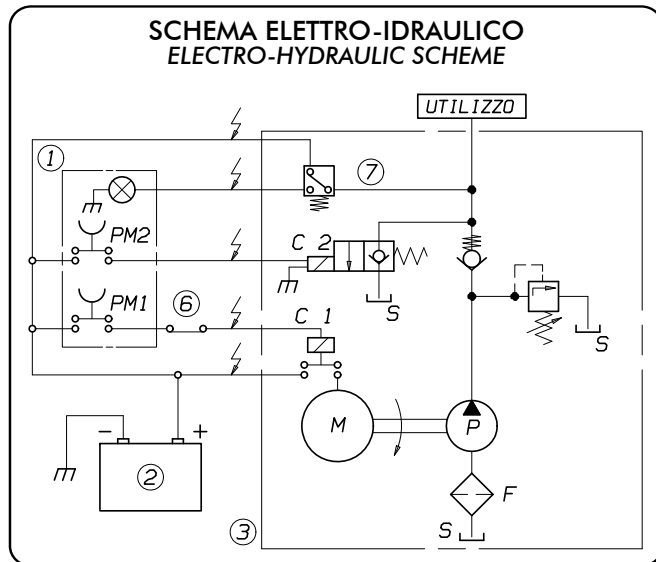 SCHEMA ELETTRO-IDRAULICO
ELECTRO-HYDRAULIC SCHEME
UTILIZZO
1
7
PM2
C 2
S
PM1
6
C 1
S
M
P
- +
2
F
3
S